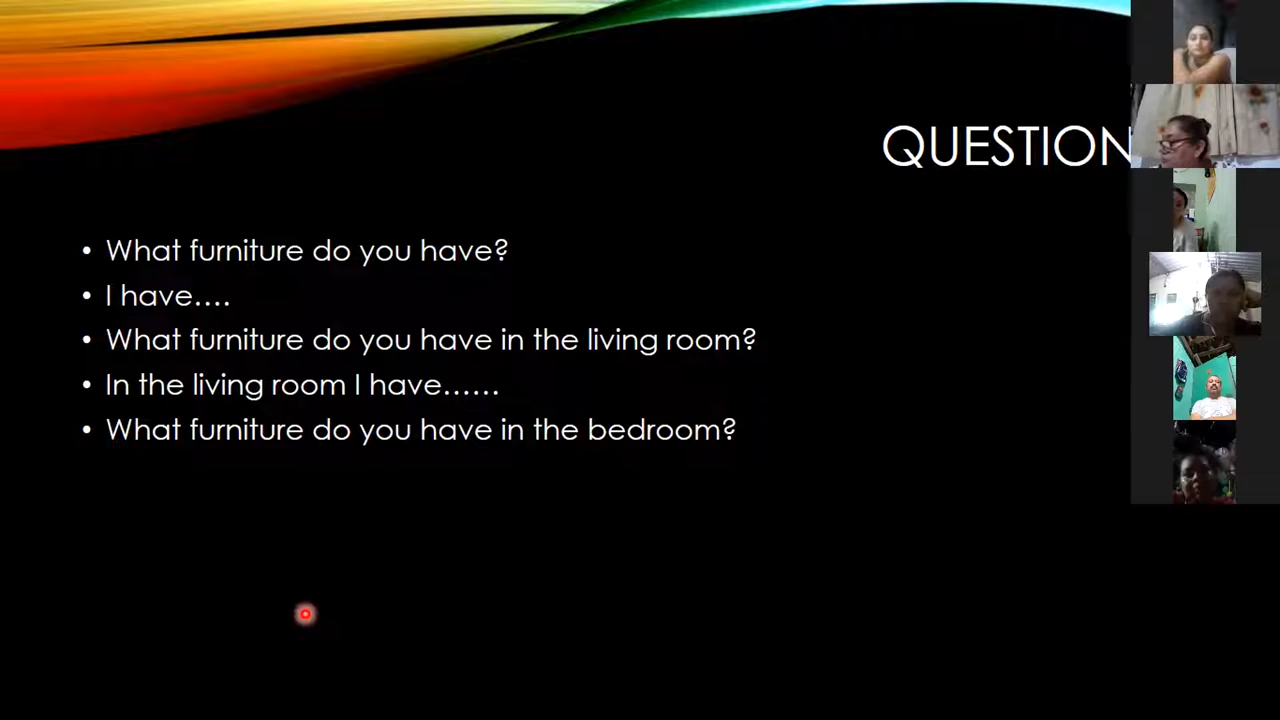 QUESTION
• What furniture do you have?
• I have....
• What furniture do you have in the living room?
• In the living room I have......
• What furniture do you have in the bedroom?